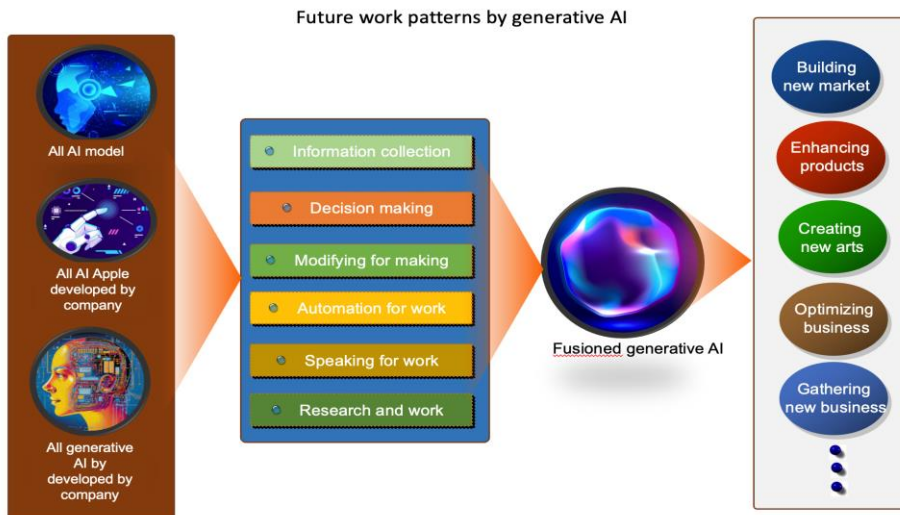 Future work patterns by generative AI
All AI model
All AI Apple
developed by
company
All generative
AI by
developed by
company
Information collection
Decision making
Modifying for making
Automation for work
Speaking for work
Research and work
Fusioned generative AI
Building
new market
Enhancing
products
Creating
new arts
Optimizing
business
Gathering
new business